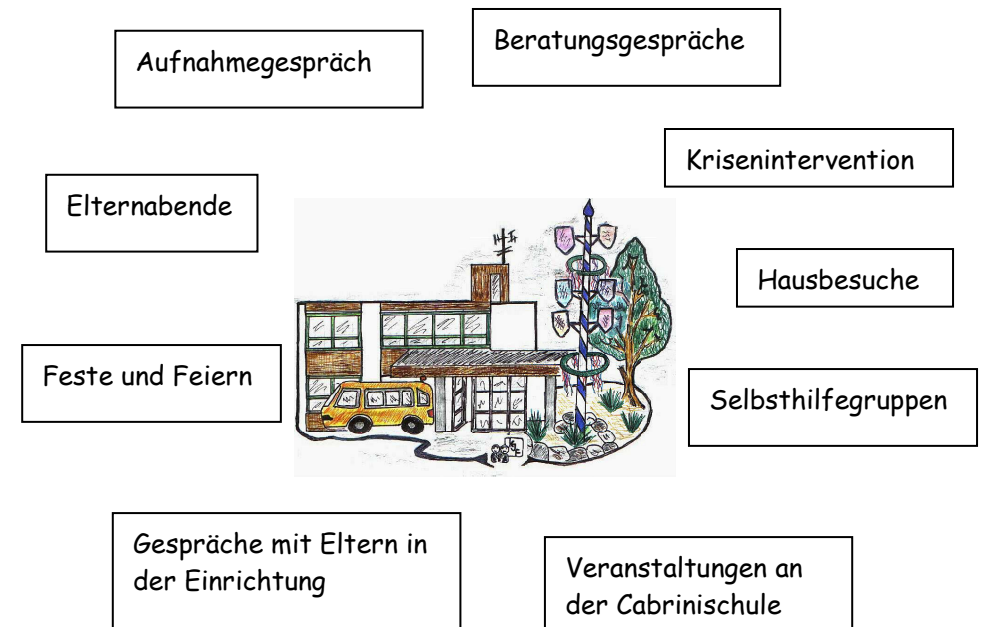 Aufnahmegespräch
Beratungsgespräche
Krisenintervention
Elternabende
Hausbesuche
Feste und Feiern
Selbsthilfegruppen
Gespräche mit Eltern in
der Einrichtung
Veranstaltungen an
der Cabrinischule